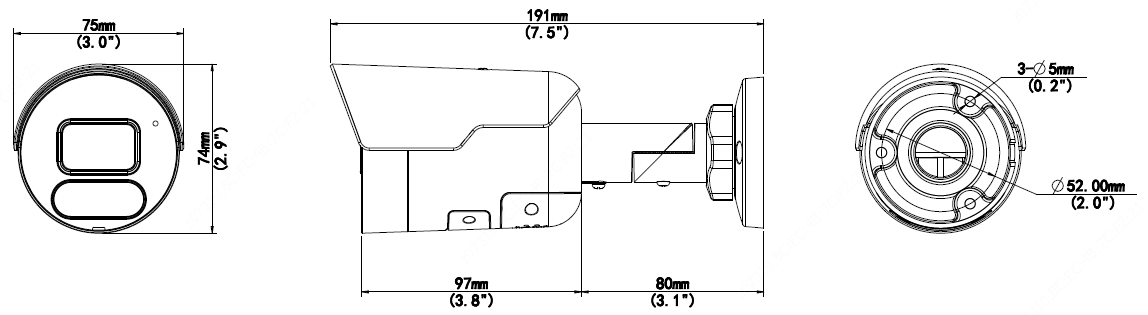 75mm
(3.0")
74mm
(2.9")
191mm
(7.5")
97mm
(3.8")
80mm
(3.1")
3-∅5mm
(0.2")
∅52.00mm
(2.0")